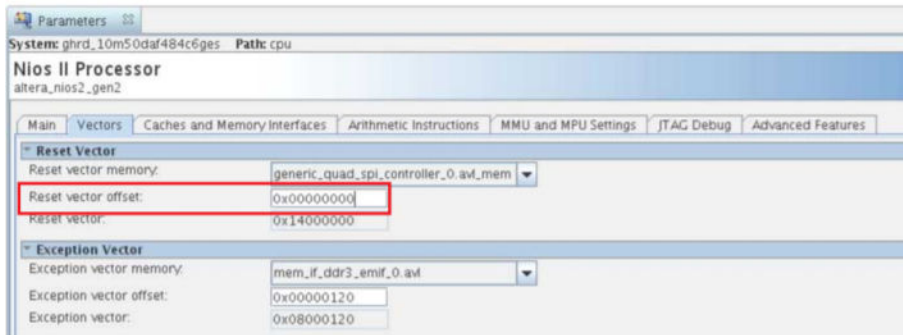 Parameters
System: ghrd_10m50daf484c6ges Path: cpu
Nios II Processor
altera_nios2_gen2
Main Vectors Caches and Memory Interfaces Arithmetic Instructions MMU and MPU Settings JTAG Debug Advanced Features
Reset Vector
Reset vector memory: generic_quad_spi_controller_0.avl_mem
Reset vector offset: 0x00000000
Reset vector: 0x14000000
Exception Vector
Exception vector memory: mem_if_ddr3_emif_0.avl
Exception vector offset: 0x00000120
Exception vector: 0x08000120